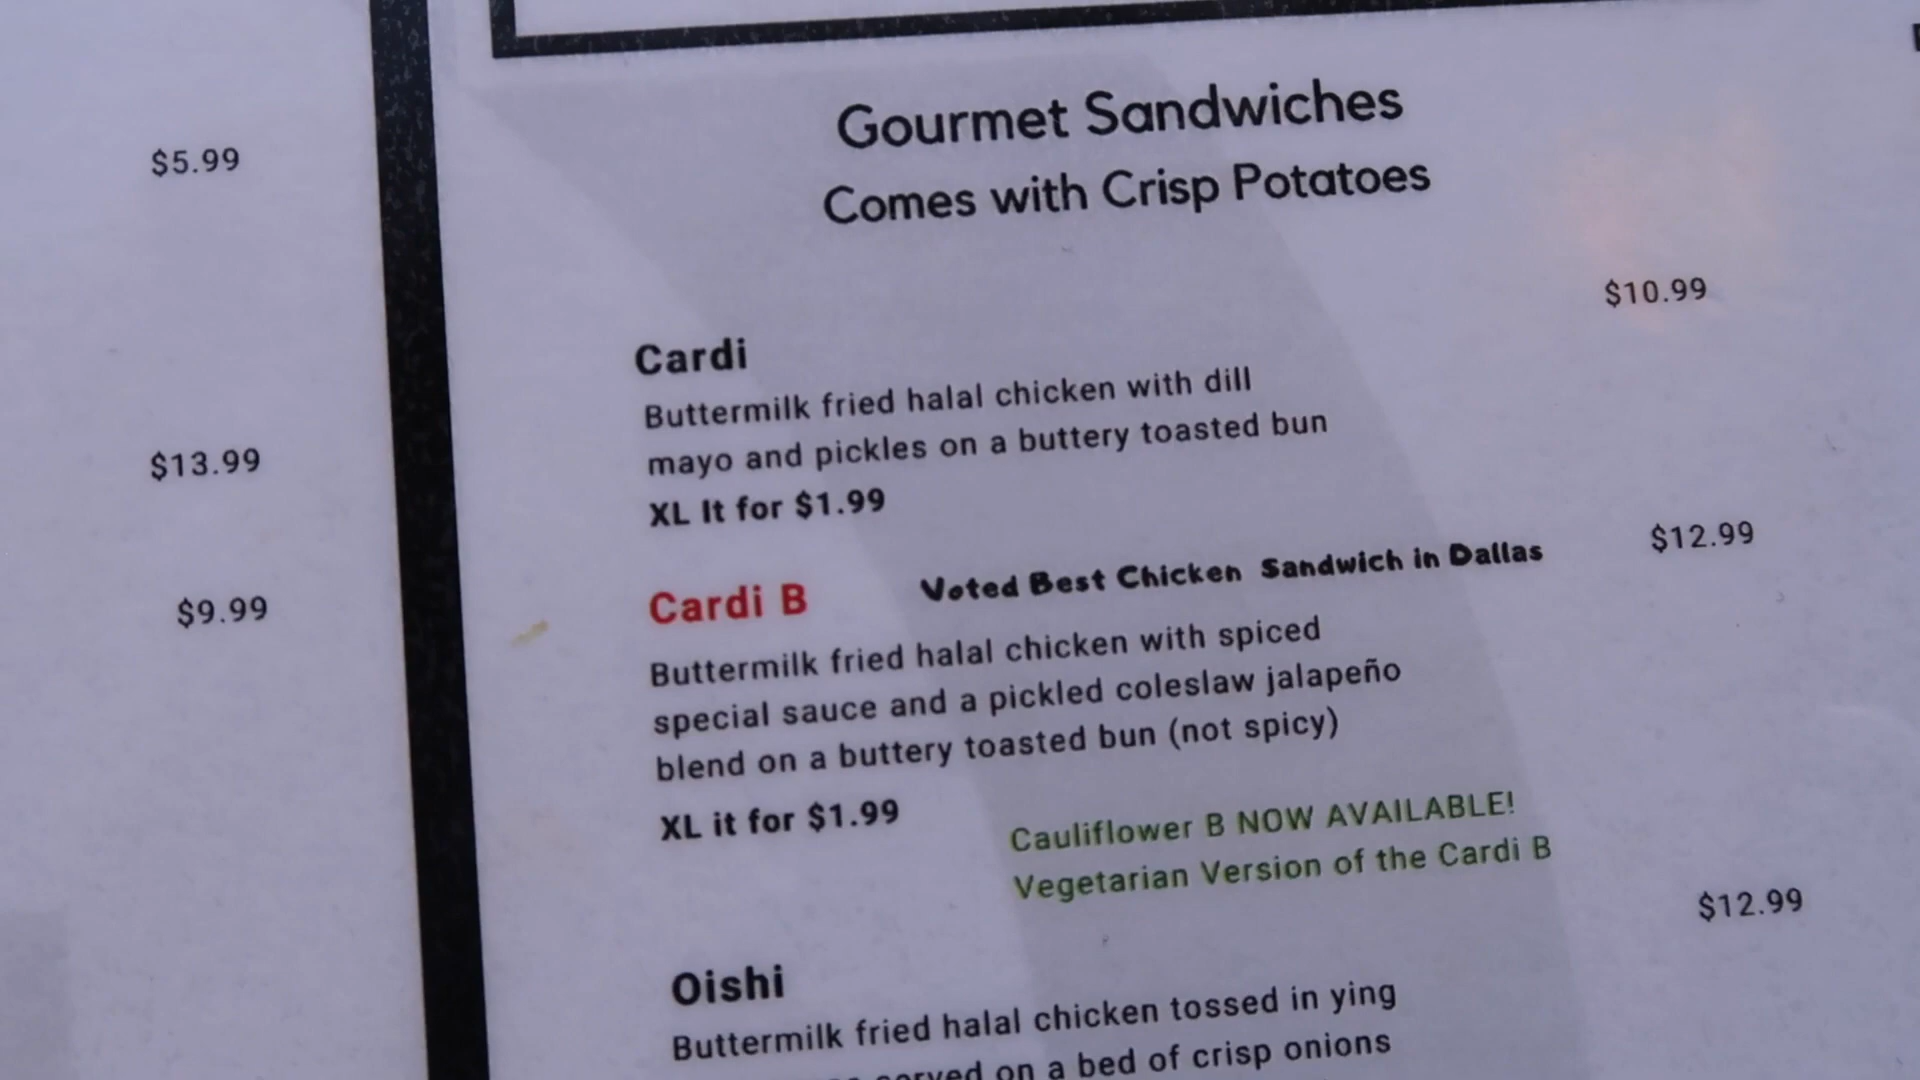 $5.99
$13.99
$9.99
Gourmet Sandwiches
Comes with Crisp Potatoes
$10.99
Cardi
Buttermilk fried halal chicken with dill
mayo and pickles on a buttery toasted bun
XL It for $1.99
Cardi B Voted Best Chicken Sandwich in Dallas $12.99
Buttermilk fried halal chicken with spiced
special sauce and a pickled coleslaw jalapeño
blend on a buttery toasted bun (not spicy)
XL it for $1.99
Cauliflower B NOW AVAILABLE!
Vegetarian Version of the Cardi B
$12.99
Oishi
Buttermilk fried halal chicken tossed in ying
served on a bed of crisp onions